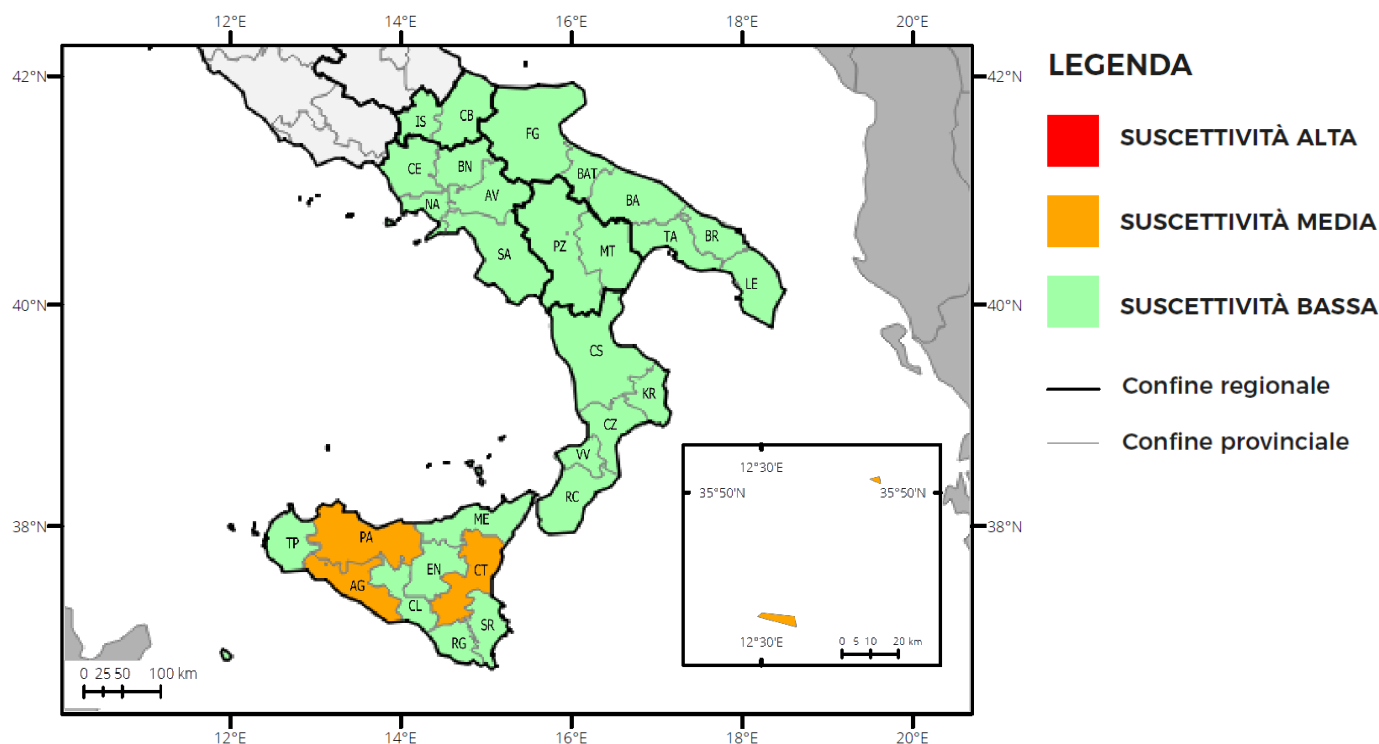 12°E 14°E 16°E 18°E 20°E
42°N 42°N
40°N 40°N
38°N 38°N
IS CB FG
CE BN BAT
NA AV BA
SA PZ MT TA BR
LE
CS
KR
CZ
VV
RC
ME
TP PA
AG EN CT
CL SR
RG
0 25 50 100 km
12°30'E
35°50'N 35°50'N
12°30'E
0 5 10 20 km
12°E 14°E 16°E 18°E 20°E
LEGENDA
SUSCETTIVITÀ ALTA
SUSCETTIVITÀ MEDIA
SUSCETTIVITÀ BASSA
Confine regionale
Confine provinciale